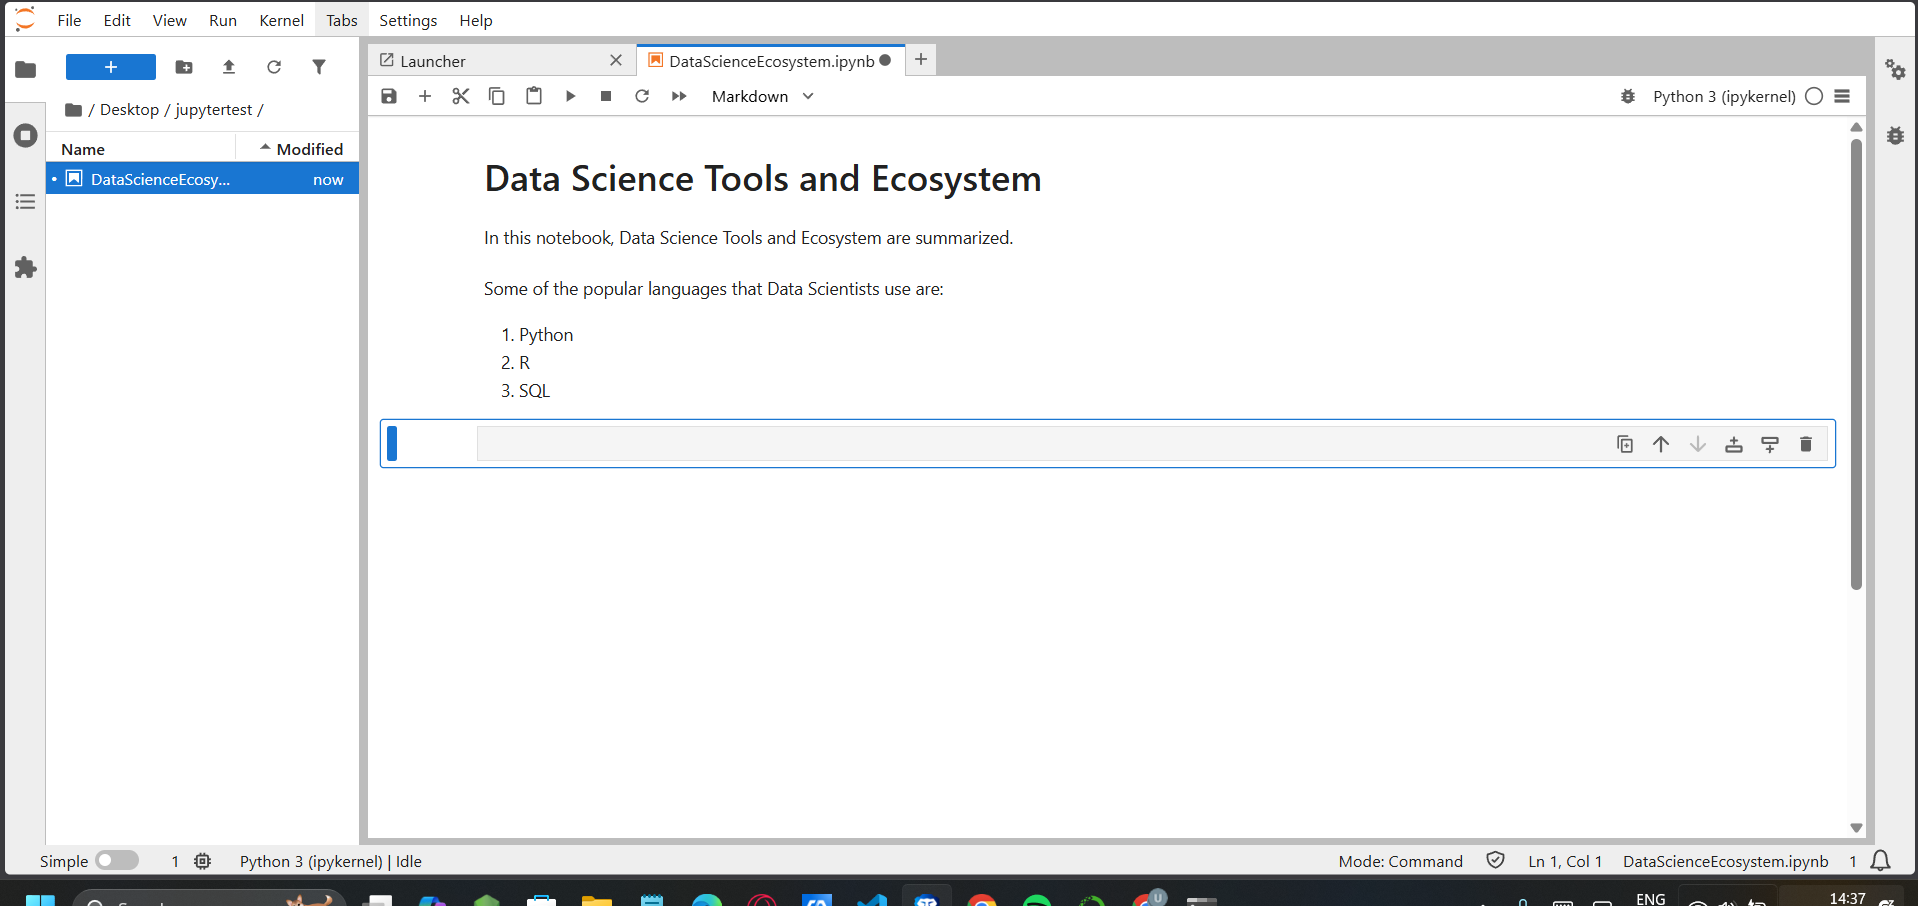 File Edit View Run Kernel Tabs Settings Help
Launcher
DataScienceEcosystem.ipynb
Markdown
Python 3 (ipykernel)
/ Desktop / jupytertest /
Name Modified
DataScienceEcosy... now
Data Science Tools and Ecosystem
In this notebook, Data Science Tools and Ecosystem are summarized.
Some of the popular languages that Data Scientists use are:
1. Python
2. R
3. SQL
Simple 1 Python 3 (ipykernel) | Idle Mode: Command Ln 1, Col 1 DataScienceEcosystem.ipynb 1
ENG 14:37